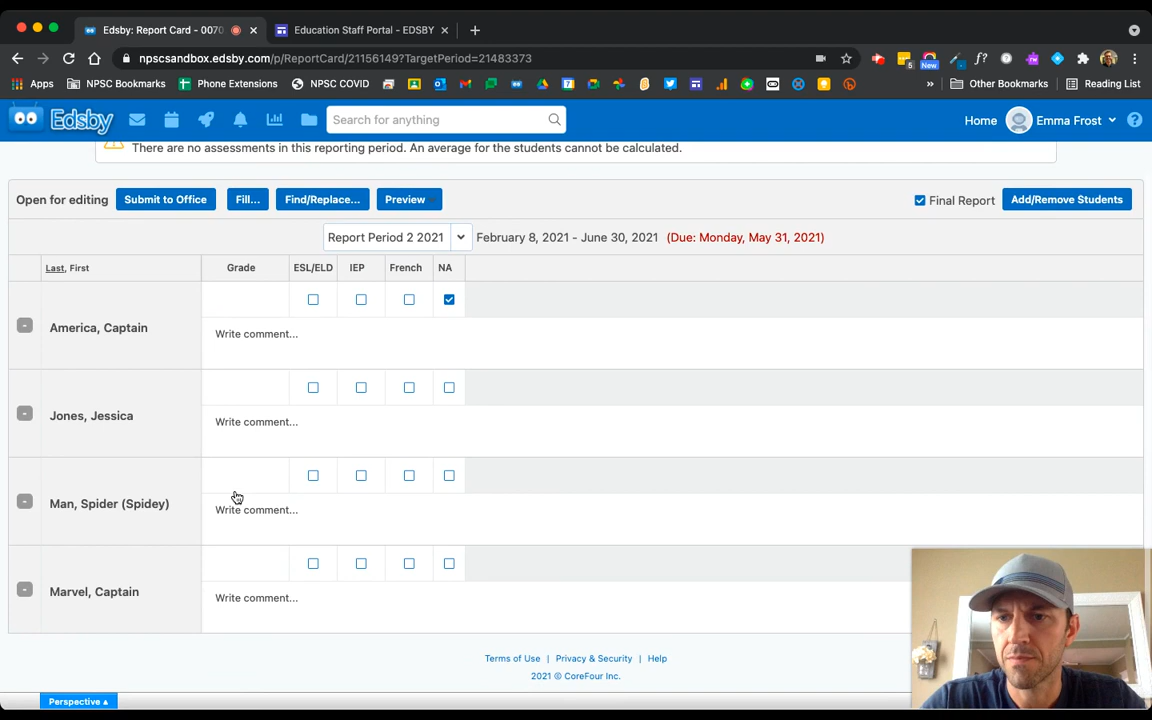 Edsby: Report Card - 0070
Education Staff Portal - EDSBY
npscsandbox.edsby.com/p/ReportCard/21156149?TargetPeriod=21483373
Apps
NPSC Bookmarks
Phone Extensions
NPSC COVID
Other Bookmarks
Reading List
5
New
f?
7
Edsby
Search for anything
Home
Emma Frost
There are no assessments in this reporting period. An average for the students cannot be calculated.
Open for editing
Submit to Office
Fill...
Find/Replace...
Preview
Final Report
Add/Remove Students
Report Period 2 2021
February 8, 2021 - June 30, 2021
(Due: Monday, May 31, 2021)
Last, First
Grade
ESL/ELD
IEP
French
NA
America, Captain
Write comment...
Jones, Jessica
Write comment...
Man, Spider (Spidey)
Write comment...
Marvel, Captain
Write comment...
Terms of Use | Privacy & Security | Help
2021 © CoreFour Inc.
Perspective